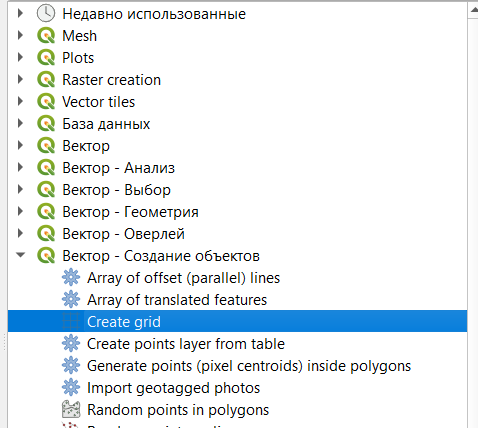 Недавно использованные
Mesh
Plots
Raster creation
Vector tiles
База данных
Вектор
Вектор - Анализ
Вектор - Выбор
Вектор - Геометрия
Вектор - Оверлей
Вектор - Создание объектов
Array of offset (parallel) lines
Array of translated features
Create grid
Create points layer from table
Generate points (pixel centroids) inside polygons
Import geotagged photos
Random points in polygons